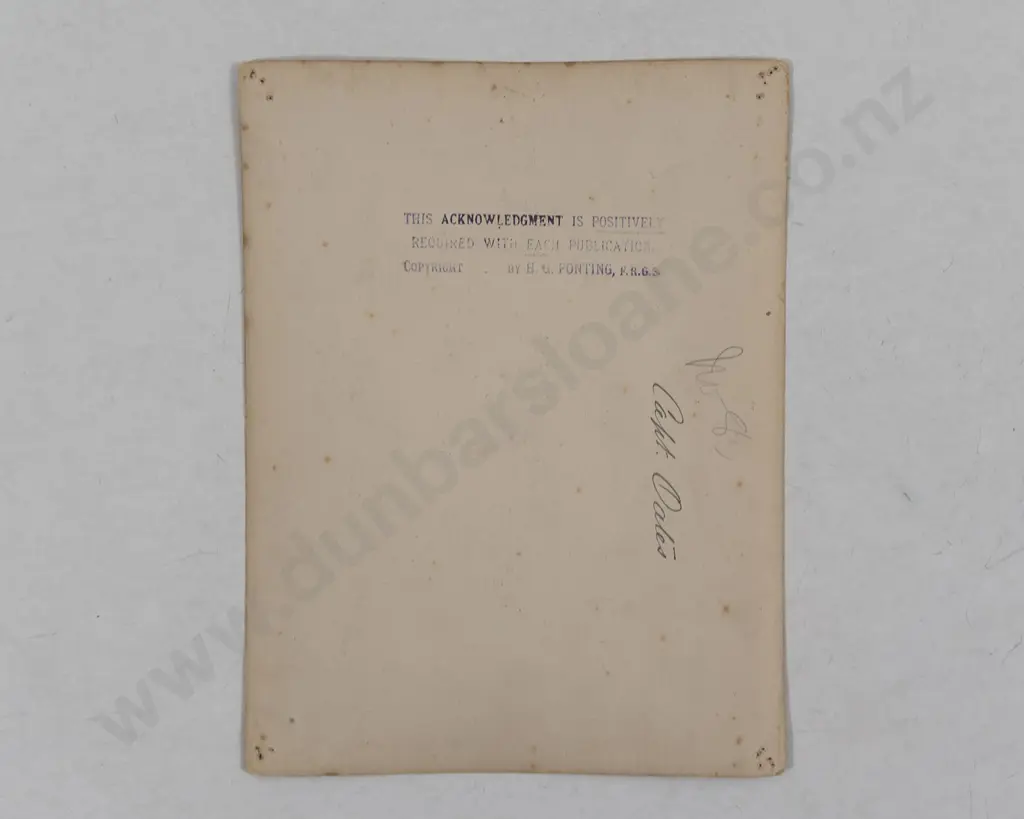 THIS ACKNOWLEDGMENT IS POSITIVELY
REQUIRED WITH EACH PUBLICATION.
COPYRIGHT . BY H. G. PONTING, F.R.G.S.
Capt. Oates
www.dunbarsloane.co.nz